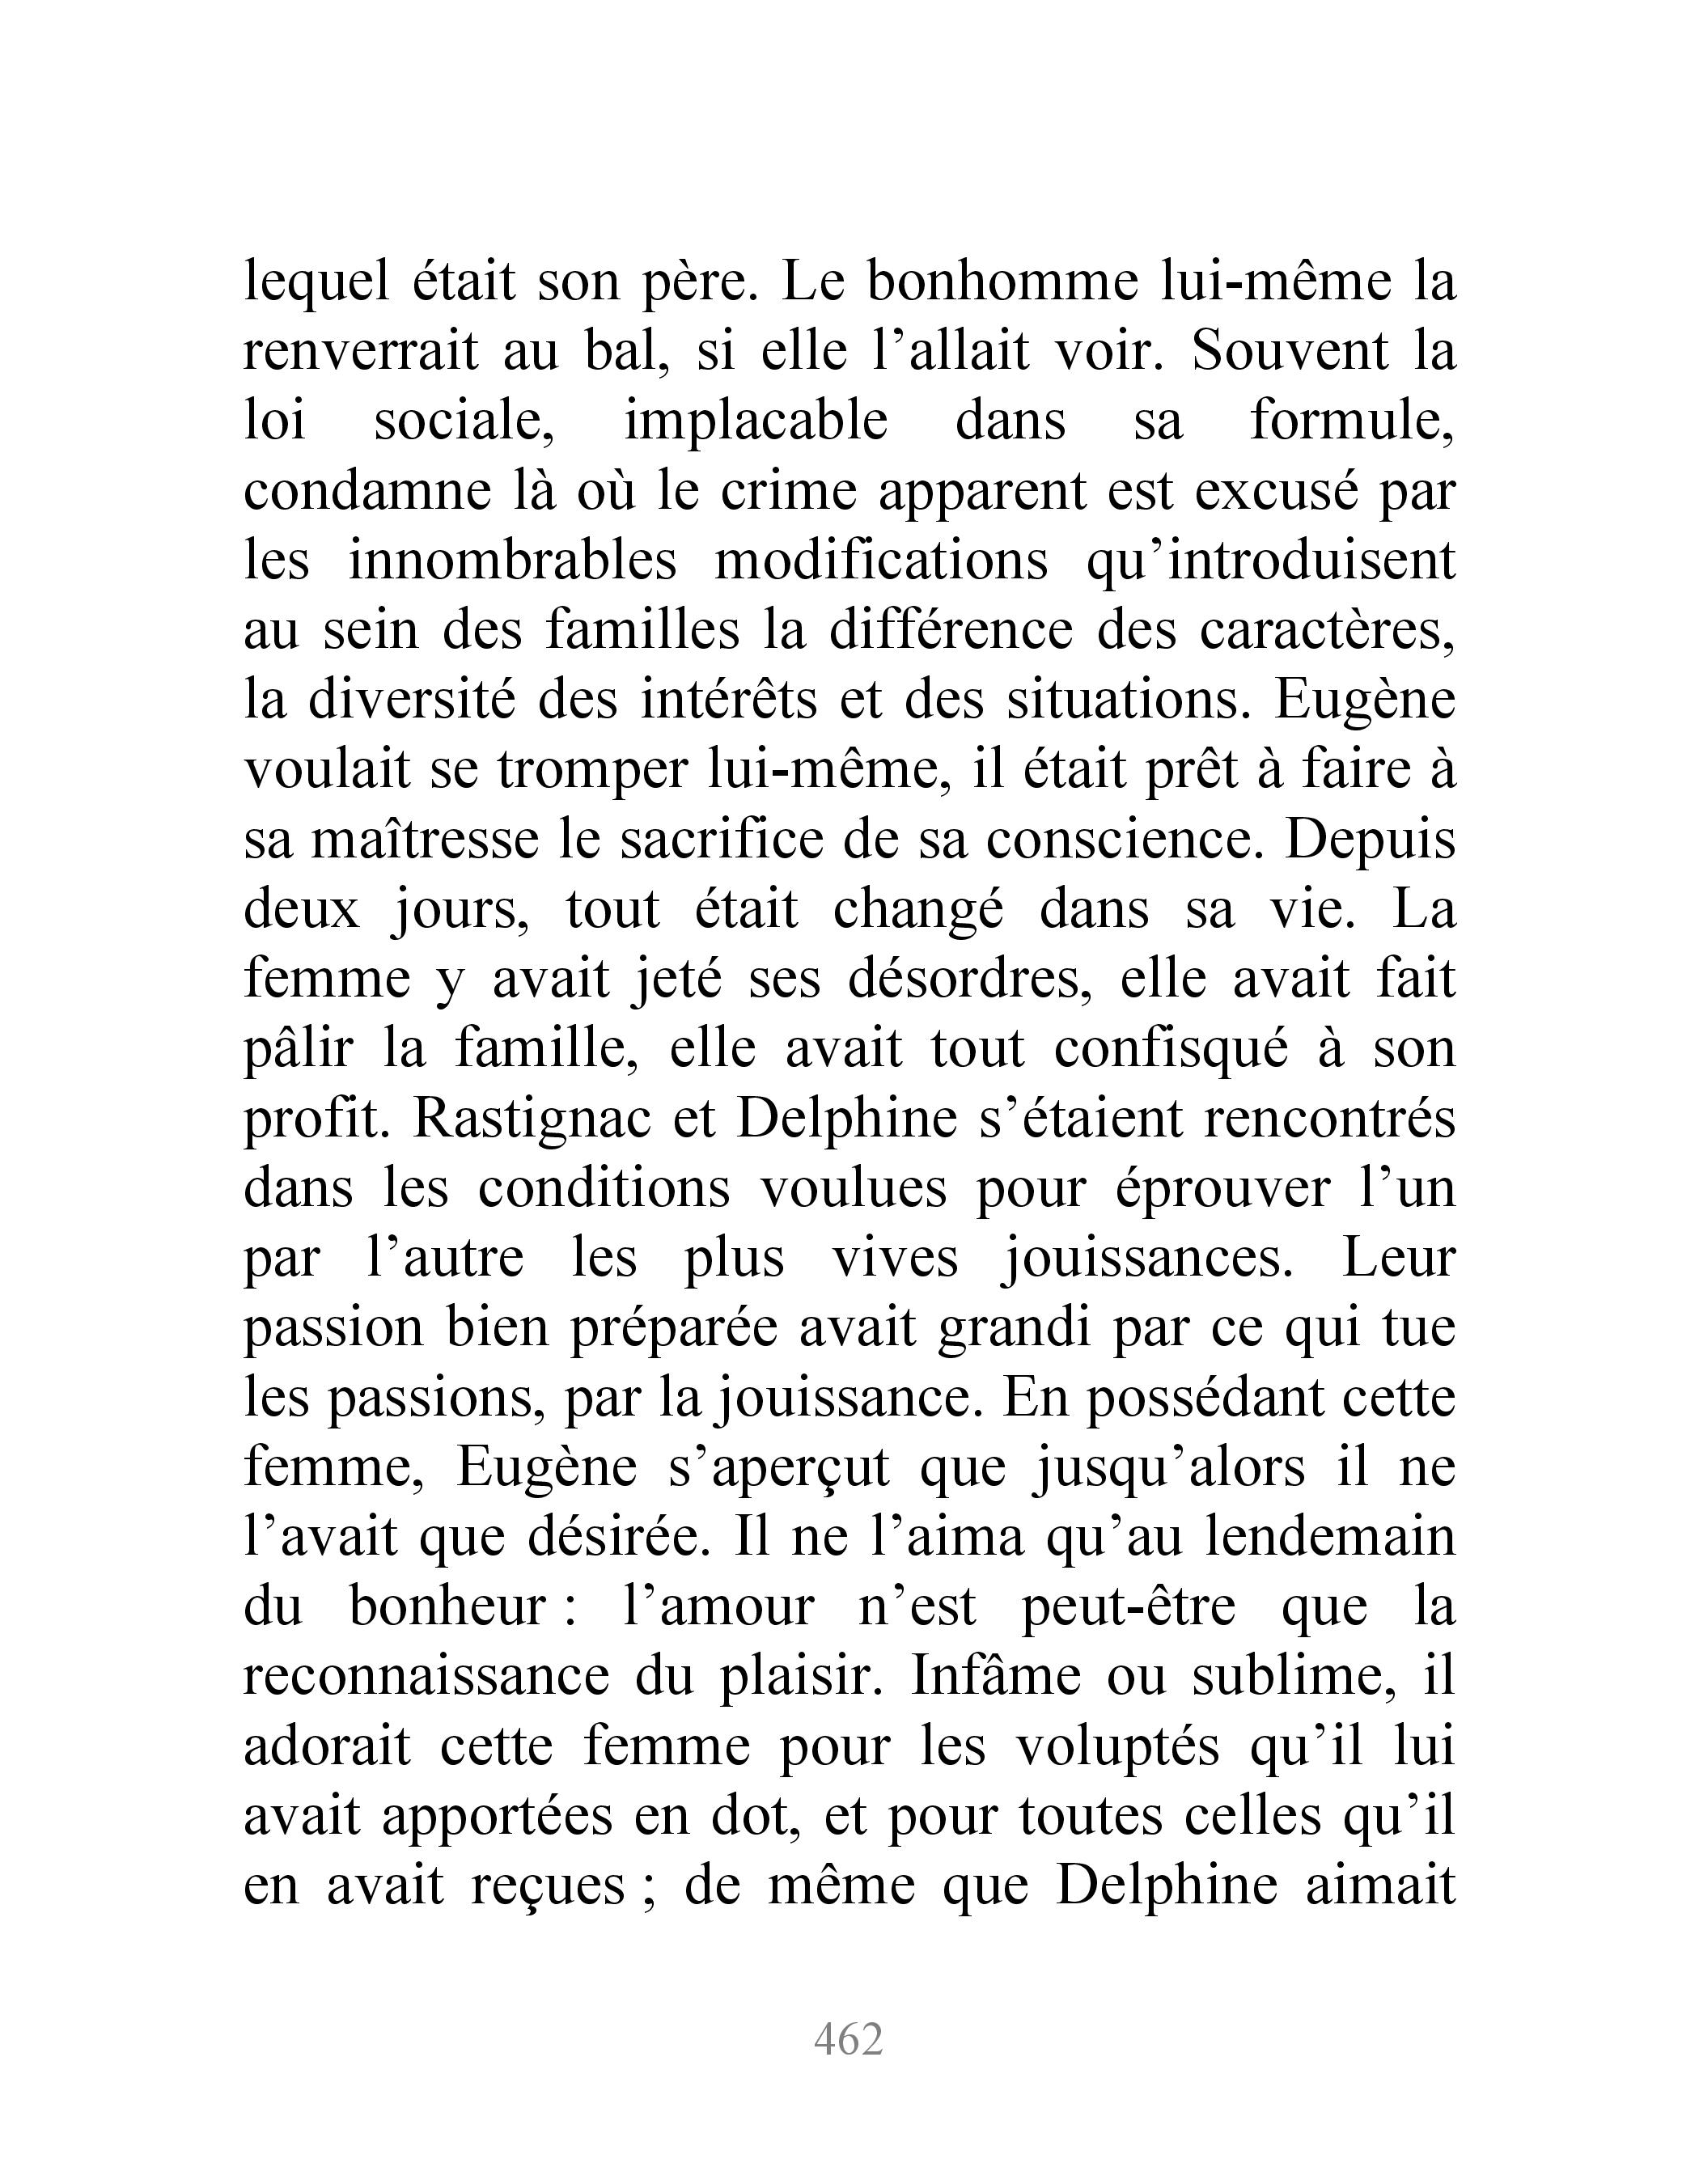 lequel était son père. Le bonhomme lui-même la
renverrait au bal, si elle l’allait voir. Souvent la
loi sociale, implacable dans sa formule,
condamne là où le crime apparent est excusé par
les innombrables modifications qu’introduisent
au sein des familles la différence des caractères,
la diversité des intérêts et des situations. Eugène
voulait se tromper lui-même, il était prêt à faire à
sa maîtresse le sacrifice de sa conscience. Depuis
deux jours, tout était changé dans sa vie. La
femme y avait jeté ses désordres, elle avait fait
pâlir la famille, elle avait tout confisqué à son
profit. Rastignac et Delphine s’étaient rencontrés
dans les conditions voulues pour éprouver l’un
par l’autre les plus vives jouissances. Leur
passion bien préparée avait grandi par ce qui tue
les passions, par la jouissance. En possédant cette
femme, Eugène s’aperçut que jusqu’alors il ne
l’avait que désirée. Il ne l’aima qu’au lendemain
du bonheur : l’amour n’est peut-être que la
reconnaissance du plaisir. Infâme ou sublime, il
adorait cette femme pour les voluptés qu’il lui
avait apportées en dot, et pour toutes celles qu’il
en avait reçues ; de même que Delphine aimait
462